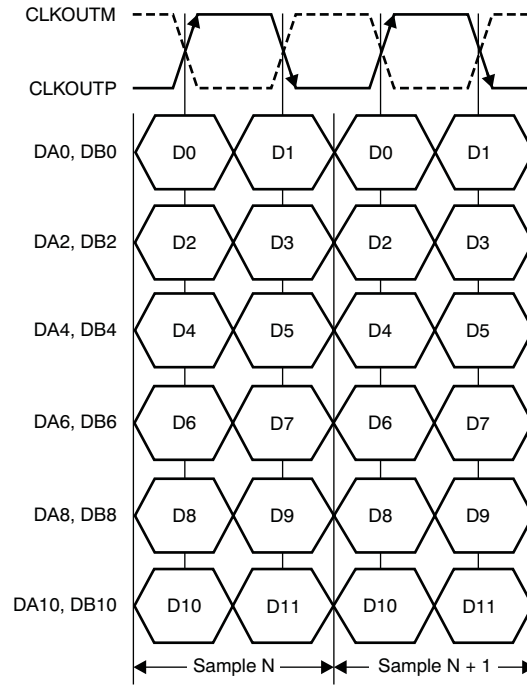 CLKOUTM
CLKOUTP
DA0, DB0 D0 D1 D0 D1
DA2, DB2 D2 D3 D2 D3
DA4, DB4 D4 D5 D4 D5
DA6, DB6 D6 D7 D6 D7
DA8, DB8 D8 D9 D8 D9
DA10, DB10 D10 D11 D10 D11
Sample N Sample N + 1